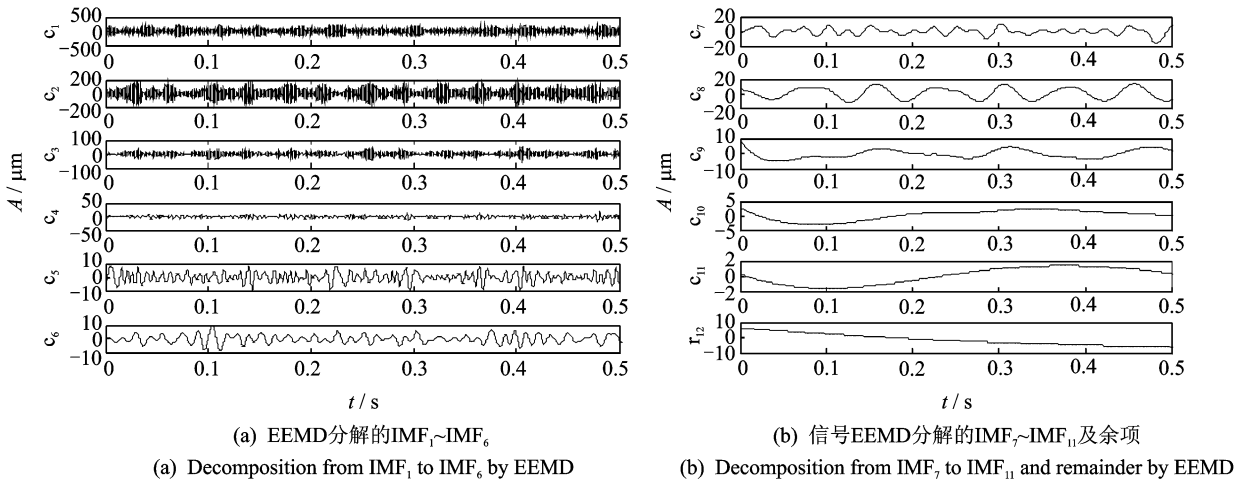 500
c₁ 0
−500
0 0.1 0.2 0.3 0.4 0.5
200
c₂ 0
−200
0 0.1 0.2 0.3 0.4 0.5
100
c₃ 0
−100
0 0.1 0.2 0.3 0.4 0.5
A / μm
50
c₄ 0
−50
0 0.1 0.2 0.3 0.4 0.5
10
c₅ 0
−10
0 0.1 0.2 0.3 0.4 0.5
10
c₆ 0
−10
0 0.1 0.2 0.3 0.4 0.5
t / s
(a) EEMD分解的IMF₁~IMF₆
(a) Decomposition from IMF₁ to IMF₆ by EEMD
20
c₇ 0
−20
0 0.1 0.2 0.3 0.4 0.5
20
c₈ 0
−20
0 0.1 0.2 0.3 0.4 0.5
10
c₉ 0
−10
0 0.1 0.2 0.3 0.4 0.5
A / μm
5
c₁₀ 0
−5
0 0.1 0.2 0.3 0.4 0.5
2
c₁₁ 0
−2
0 0.1 0.2 0.3 0.4 0.5
10
r₁₂ 0
−10
0 0.1 0.2 0.3 0.4 0.5
t / s
(b) 信号EEMD分解的IMF₇~IMF₁₁及余项
(b) Decomposition from IMF₇ to IMF₁₁ and remainder by EEMD